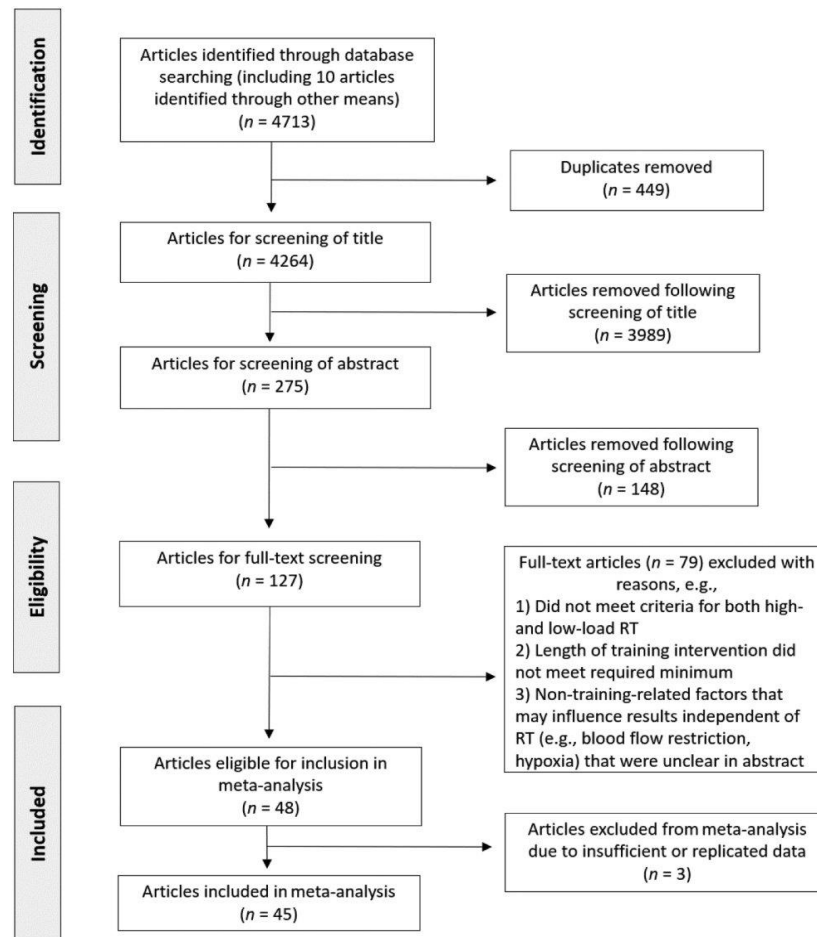 Identification
Articles identified through database
searching (including 10 articles
identified through other means)
(n = 4713)
Duplicates removed
(n = 449)
Screening
Articles for screening of title
(n = 4264)
Articles removed following
screening of title
(n = 3989)
Articles for screening of abstract
(n = 275)
Articles removed following
screening of abstract
(n = 148)
Eligibility
Articles for full-text screening
(n = 127)
Full-text articles (n = 79) excluded with
reasons, e.g.,
1) Did not meet criteria for both high-
and low-load RT
2) Length of training intervention did
not meet required minimum
3) Non-training-related factors that
may influence results independent of
RT (e.g., blood flow restriction,
hypoxia) that were unclear in abstract
Included
Articles eligible for inclusion in
meta-analysis
(n = 48)
Articles excluded from meta-analysis
due to insufficient or replicated data
(n = 3)
Articles included in meta-analysis
(n = 45)